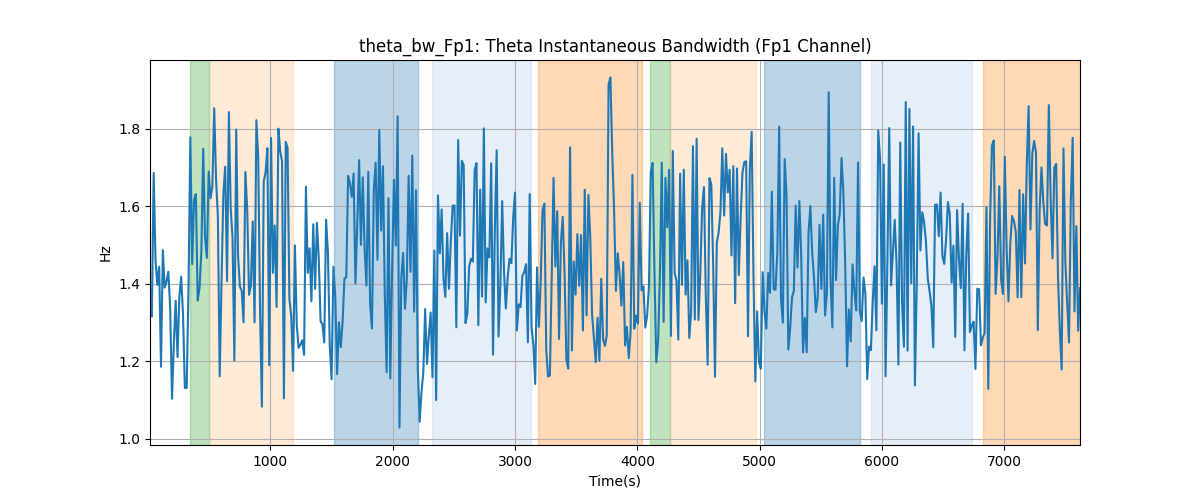 theta_bw_Fp1: Theta Instantaneous Bandwidth (Fp1 Channel)
Hz
1.8
1.6
1.4
1.2
1.0
1000 2000 3000 4000 5000 6000 7000
Time(s)